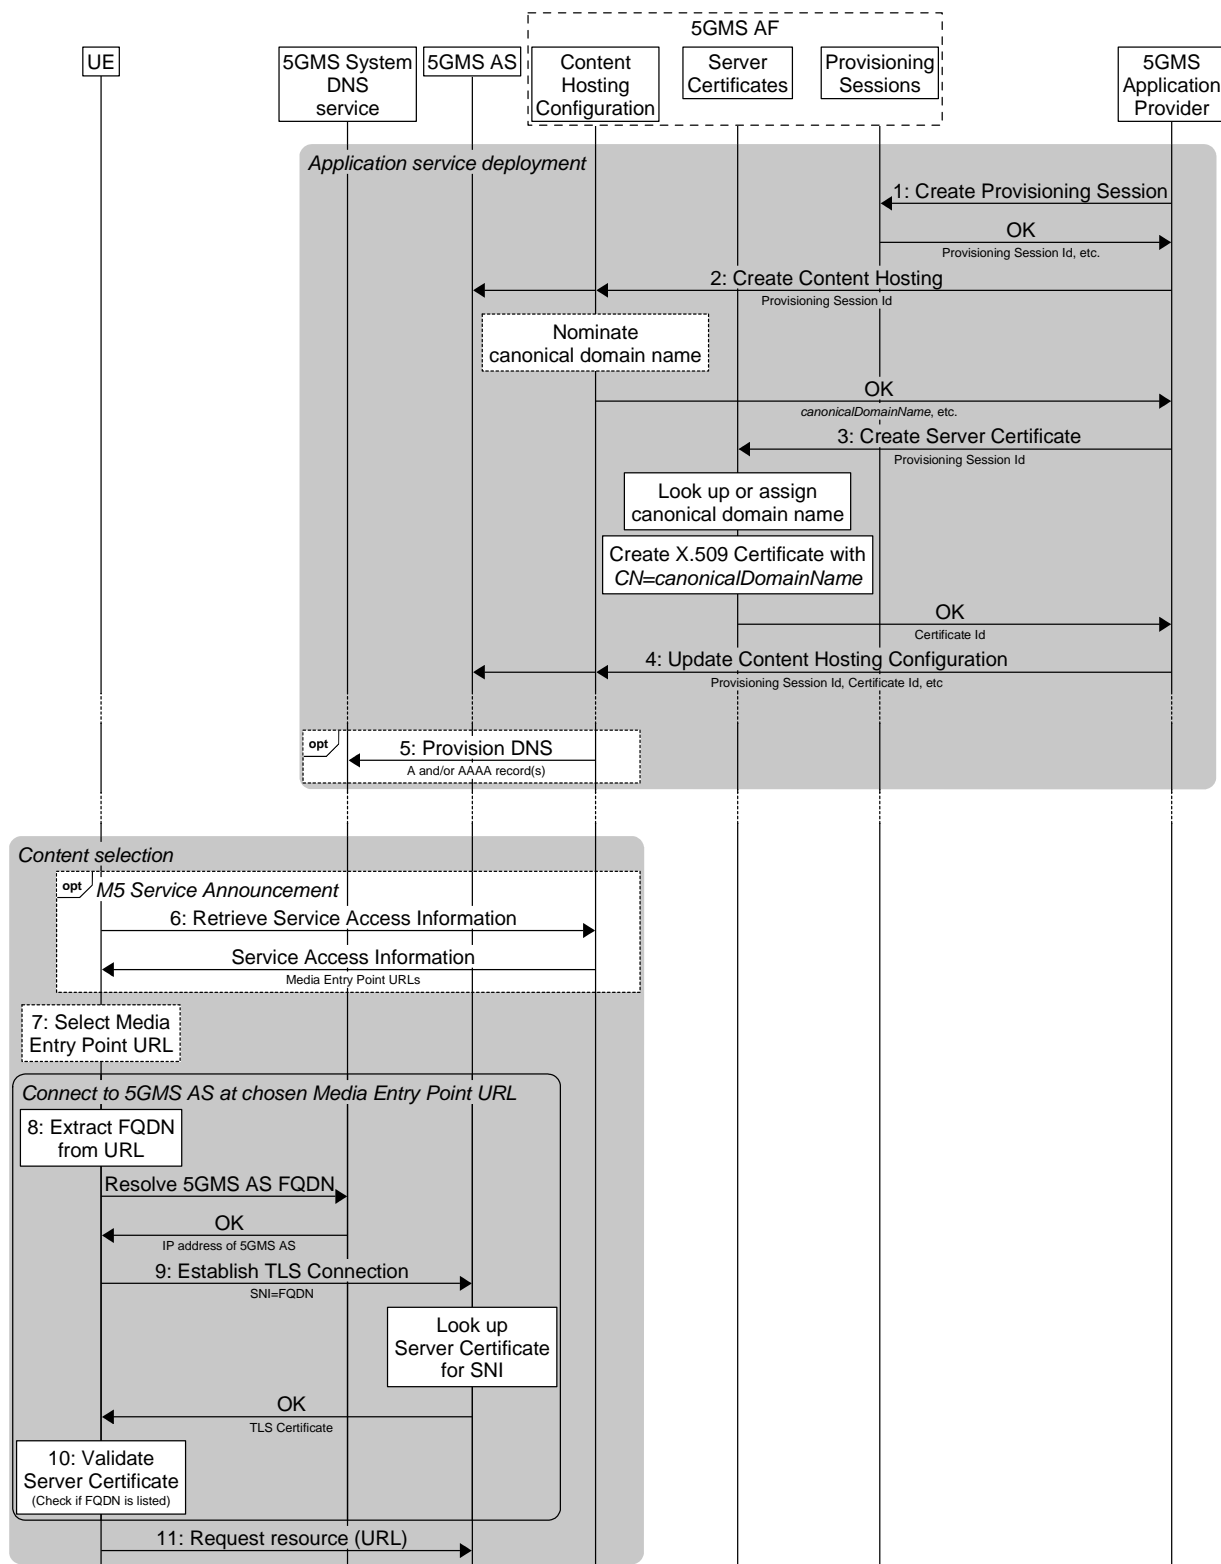 5GMS AF
UE
5GMS System
DNS
service
5GMS AS
Content
Hosting
Configuration
Server
Certificates
Provisioning
Sessions
5GMS
Application
Provider
Application service deployment
1: Create Provisioning Session
OK
Provisioning Session Id, etc.
2: Create Content Hosting
Provisioning Session Id
Nominate
canonical domain name
OK
canonicalDomainName, etc.
3: Create Server Certificate
Provisioning Session Id
Look up or assign
canonical domain name
Create X.509 Certificate with
CN=canonicalDomainName
OK
Certificate Id
4: Update Content Hosting Configuration
Provisioning Session Id, Certificate Id, etc
opt
5: Provision DNS
A and/or AAAA record(s)
Content selection
opt
M5 Service Announcement
6: Retrieve Service Access Information
Service Access Information
Media Entry Point URLs
7: Select Media
Entry Point URL
Connect to 5GMS AS at chosen Media Entry Point URL
8: Extract FQDN
from URL
Resolve 5GMS AS FQDN
OK
IP address of 5GMS AS
9: Establish TLS Connection
SNI=FQDN
Look up
Server Certificate
for SNI
OK
TLS Certificate
10: Validate
Server Certificate
(Check if FQDN is listed)
11: Request resource (URL)